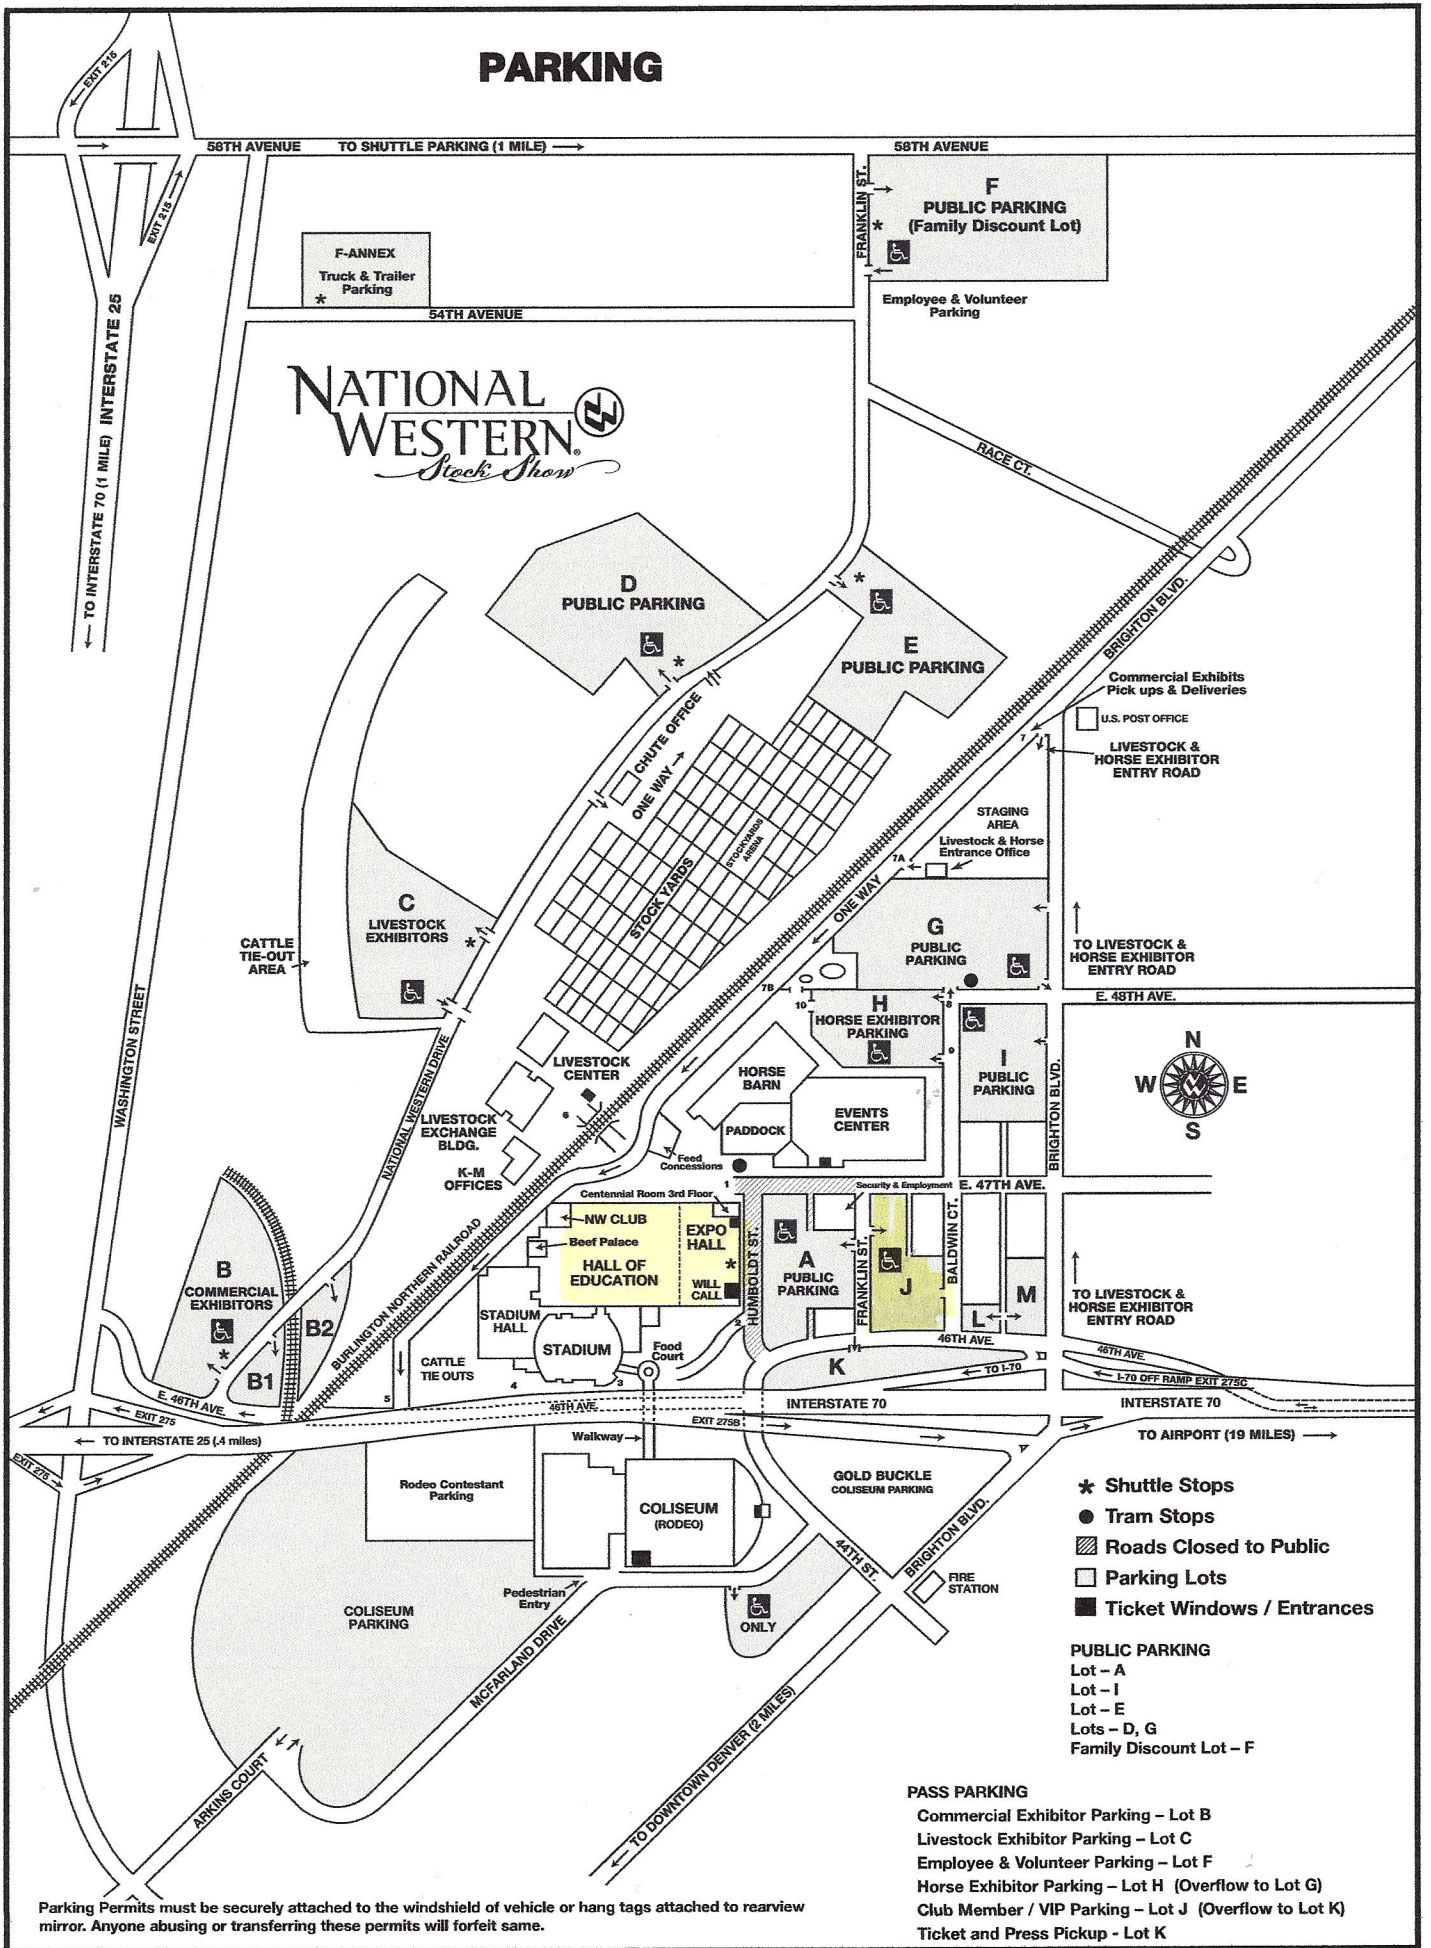 PARKING
EXIT 215
58TH AVENUE
TO SHUTTLE PARKING (1 MILE)
58TH AVENUE
EXIT 215
FRANKLIN ST.
F
PUBLIC PARKING
(Family Discount Lot)
*
F-ANNEX
Truck & Trailer
Parking
*
54TH AVENUE
Employee & Volunteer
Parking
TO INTERSTATE 70 (1 MILE) INTERSTATE 25
NATIONAL
WESTERN®
Stock Show
RACE CT.
D
PUBLIC PARKING
*
*
E
PUBLIC PARKING
BRIGHTON BLVD.
Commercial Exhibits
Pick ups & Deliveries
U.S. POST OFFICE
7
LIVESTOCK &
HORSE EXHIBITOR
ENTRY ROAD
CHUTE OFFICE
ONE WAY
STOCKYARDS
ARENA
STOCK YARDS
STAGING
AREA
Livestock & Horse
Entrance Office
7A
ONE WAY
C
LIVESTOCK
EXHIBITORS
*
CATTLE
TIE-OUT
AREA
G
PUBLIC
PARKING
TO LIVESTOCK &
HORSE EXHIBITOR
ENTRY ROAD
7B
10
8
E. 48TH AVE.
H
HORSE EXHIBITOR
PARKING
9
I
PUBLIC
PARKING
BRIGHTON BLVD.
N
W E
S
WASHINGTON STREET
NATIONAL WESTERN DRIVE
LIVESTOCK
CENTER
6
LIVESTOCK
EXCHANGE
BLDG.
K-M
OFFICES
HORSE
BARN
PADDOCK
EVENTS
CENTER
Feed
Concessions
1
Security & Employment
E. 47TH AVE.
Centennial Room 3rd Floor
NW CLUB
Beef Palace
HALL OF
EDUCATION
EXPO
HALL
*
WILL
CALL
HUMBOLDT ST.
2
A
PUBLIC
PARKING
FRANKLIN ST.
J
BALDWIN CT.
L
M
TO LIVESTOCK &
HORSE EXHIBITOR
ENTRY ROAD
B
COMMERCIAL
EXHIBITORS
*
B1
B2
BURLINGTON NORTHERN RAILROAD
STADIUM
HALL
STADIUM
Food
Court
CATTLE
TIE OUTS
5
4
3
K
46TH AVE.
46TH AVE.
TO I-70
I-70 OFF RAMP EXIT 275C
E. 46TH AVE.
EXIT 275
46TH AVE.
INTERSTATE 70
INTERSTATE 70
EXIT 275B
TO INTERSTATE 25 (.4 miles)
TO AIRPORT (19 MILES)
EXIT 275
Walkway
Rodeo Contestant
Parking
COLISEUM
(RODEO)
GOLD BUCKLE
COLISEUM PARKING
44TH ST.
BRIGHTON BLVD.
FIRE
STATION
Pedestrian
Entry
ONLY
COLISEUM
PARKING
MCFARLAND DRIVE
ARKINS COURT
TO DOWNTOWN DENVER (2 MILES)
* Shuttle Stops
Tram Stops
Roads Closed to Public
Parking Lots
Ticket Windows / Entrances
PUBLIC PARKING
Lot – A
Lot – I
Lot – E
Lots – D, G
Family Discount Lot – F
PASS PARKING
Commercial Exhibitor Parking – Lot B
Livestock Exhibitor Parking – Lot C
Employee & Volunteer Parking – Lot F
Horse Exhibitor Parking – Lot H (Overflow to Lot G)
Club Member / VIP Parking – Lot J (Overflow to Lot K)
Ticket and Press Pickup - Lot K
Parking Permits must be securely attached to the windshield of vehicle or hang tags attached to rearview
mirror. Anyone abusing or transferring these permits will forfeit same.